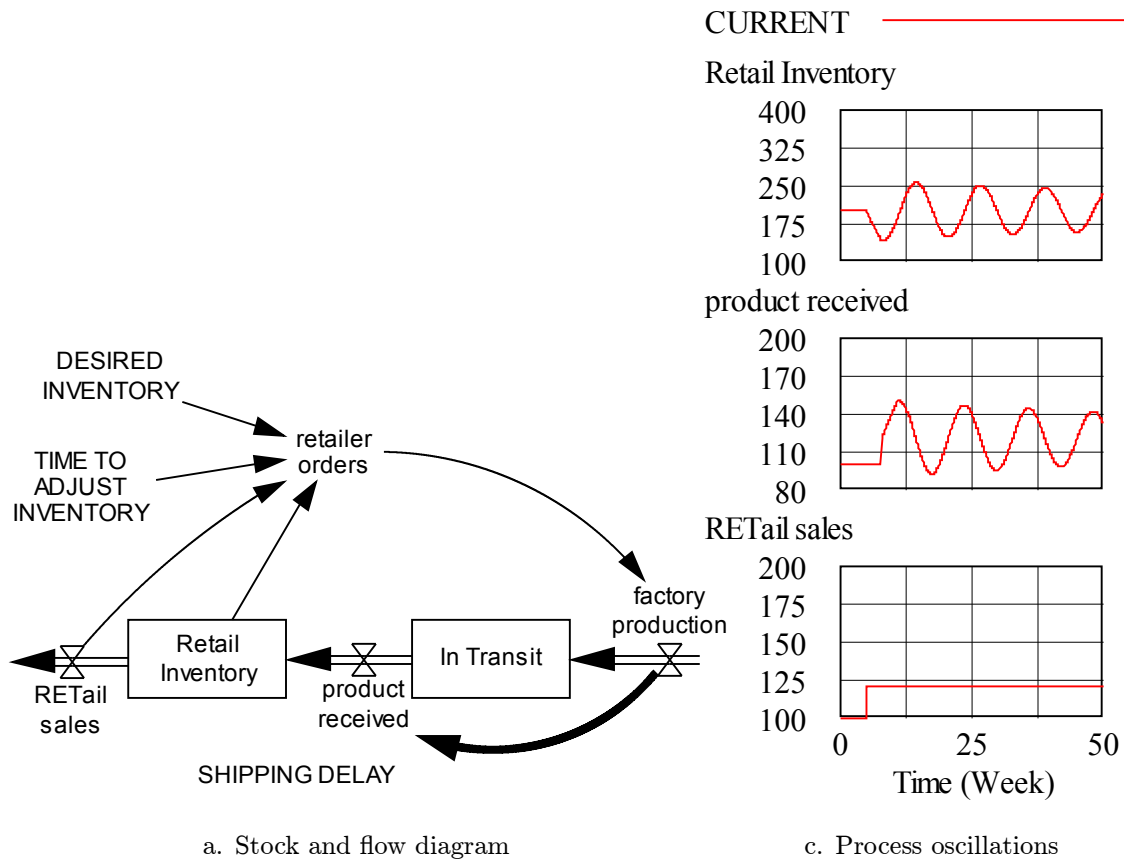 DESIRED
INVENTORY
TIME TO
ADJUST
INVENTORY
retailer
orders
factory
production
Retail
Inventory
In Transit
RETail
sales
product
received
SHIPPING DELAY
a. Stock and flow diagram
CURRENT
Retail Inventory
400
325
250
175
100
product received
200
170
140
110
80
RETail sales
200
175
150
125
100
0 25 50
Time (Week)
c. Process oscillations